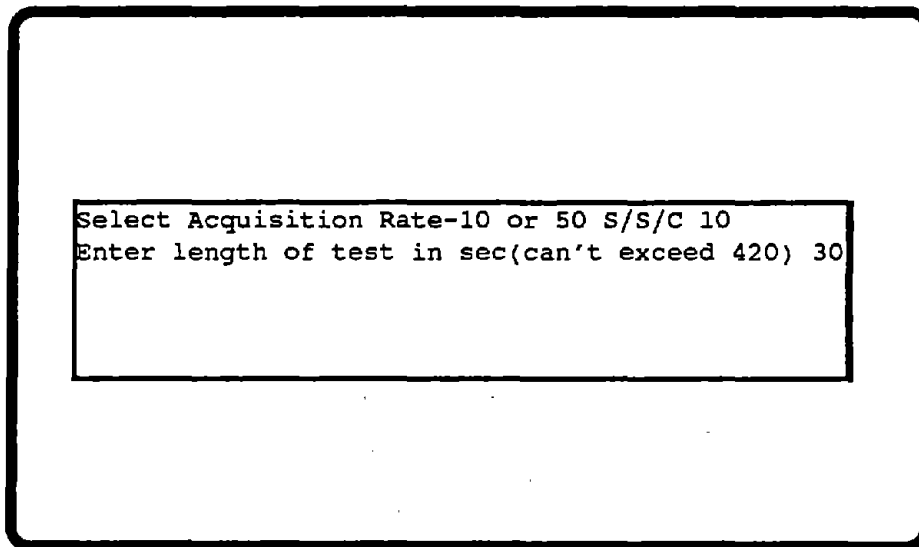 Select Acquisition Rate-10 or 50 S/S/C 10
Enter length of test in sec(can't exceed 420) 30